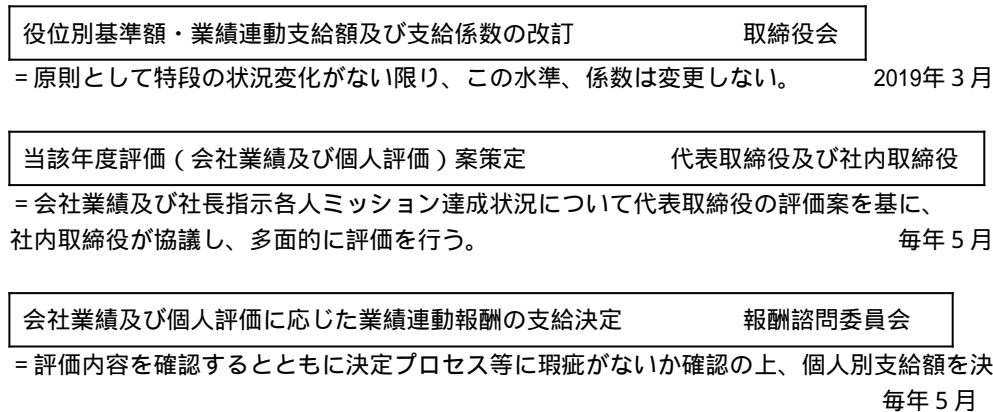 役位別基準額・業績連動支給額及び支給係数の改訂 取締役会
=原則として特段の状況変化がない限り、この水準、係数は変更しない。 2019年3月
当該年度評価(会社業績及び個人評価)案策定 代表取締役及び社内取締役
=会社業績及び社長指示各人ミッション達成状況について代表取締役の評価案を基に、
社内取締役が協議し、多面的に評価を行う。 毎年5月
会社業績及び個人評価に応じた業績連動報酬の支給決定 報酬諮問委員会
=評価内容を確認するとともに決定プロセス等に瑕疵がないか確認の上、個人別支給額を決
毎年5月